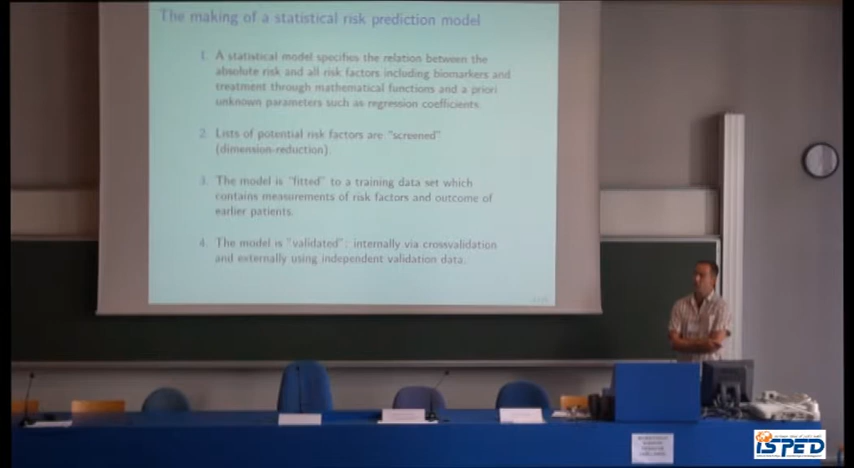 The making of a statistical risk prediction model
1. A statistical model specifies the relation between the
absolute risk and all risk factors including biomarkers and
treatment through mathematical functions and a priori
unknown parameters such as regression coefficients.
2. Lists of potential risk factors are "screened"
(dimension-reduction).
3. The model is "fitted" to a training data set which
contains measurements of risk factors and outcome of
earlier patients.
4. The model is "validated": internally via crossvalidation
and externally using independent validation data.
ISPED